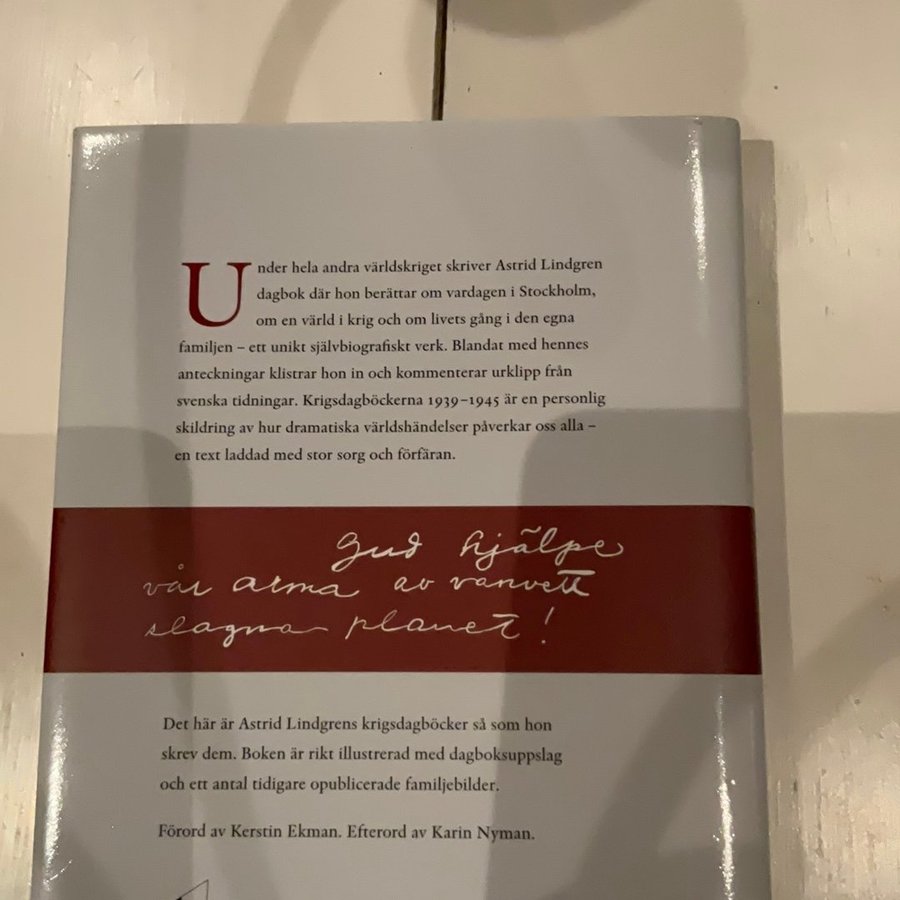 Under hela andra världskriget skriver Astrid Lindgren
dagbok där hon berättar om vardagen i Stockholm,
om en värld i krig och om livets gång i den egna
familjen – ett unikt självbiografiskt verk. Blandat med hennes
anteckningar klistrar hon in och kommenterar urklipp från
svenska tidningar. Krigsdagböckerna 1939–1945 är en personlig
skildring av hur dramatiska världshändelser påverkar oss alla –
en text laddad med stor sorg och förfäran.
Gud hjälpe
vår arma av vanvett
slagna planet!
Det här är Astrid Lindgrens krigsdagböcker så som hon
skrev dem. Boken är rikt illustrerad med dagboksuppslag
och ett antal tidigare opublicerade familjebilder.
Förord av Kerstin Ekman. Efterord av Karin Nyman.